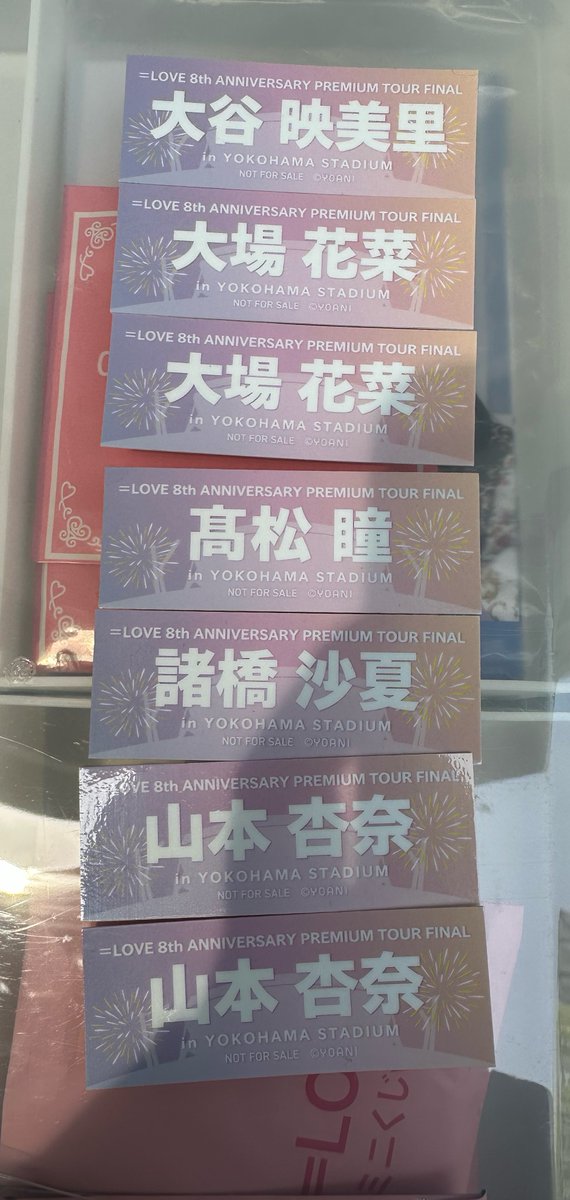 =LOVE 8th ANNIVERSARY PREMIUM TOUR FINAL
大谷 映美里
in YOKOHAMA STADIUM
NOT FOR SALE ©YOANI
=LOVE 8th ANNIVERSARY PREMIUM TOUR FINAL
大場 花菜
in YOKOHAMA STADIUM
NOT FOR SALE ©YOANI
=LOVE 8th ANNIVERSARY PREMIUM TOUR FINAL
大場 花菜
in YOKOHAMA STADIUM
NOT FOR SALE ©YOANI
=LOVE 8th ANNIVERSARY PREMIUM TOUR FINAL
髙松 瞳
in YOKOHAMA STADIUM
NOT FOR SALE ©YOANI
=LOVE 8th ANNIVERSARY PREMIUM TOUR FINAL
諸橋 沙夏
in YOKOHAMA STADIUM
NOT FOR SALE ©YOANI
=LOVE 8th ANNIVERSARY PREMIUM TOUR FINAL
山本 杏奈
in YOKOHAMA STADIUM
NOT FOR SALE ©YOANI
=LOVE 8th ANNIVERSARY PREMIUM TOUR FINAL
山本 杏奈
in YOKOHAMA STADIUM
NOT FOR SALE ©YOANI
=LO
ミニくじ